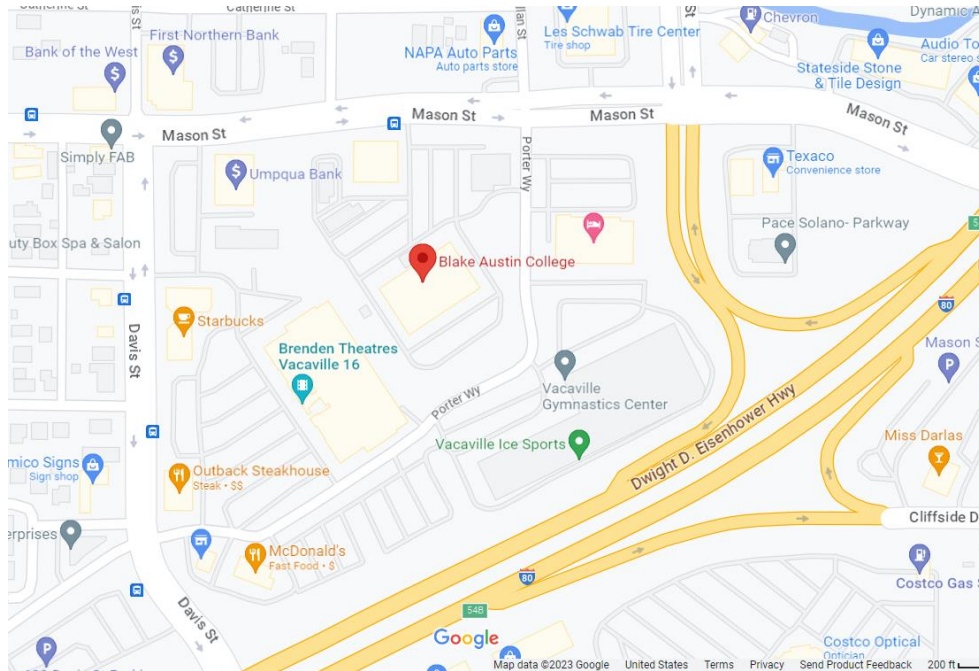 Catherine St
Catherine St
Dynamic A
Chevron
First Northern Bank
Les Schwab Tire Center
Tire shop
Bank of the West
NAPA Auto Parts
Auto parts store
Audio To
Car stereo s
Stateside Stone
& Tile Design
Mason St
Mason St
Mason St
Mason St
Simply FAB
Umpqua Bank
Porter Wy
Texaco
Convenience store
Pace Solano- Parkway
uty Box Spa & Salon
Blake Austin College
54B
80
Starbucks
Davis St
Brenden Theatres
Vacaville 16
Mason S
Porter Wy
Vacaville
Gymnastics Center
Vacaville Ice Sports
Dwight D. Eisenhower Hwy
Miss Darlas
mico Signs
Sign shop
Outback Steakhouse
Steak • $$
Cliffside D
erprises
McDonald's
Fast Food • $
80
Costco Gas S
54B
Davis St
Google
Costco Optical
Optician
Map data ©2023 Google United States Terms Privacy Send Product Feedback 200 ft